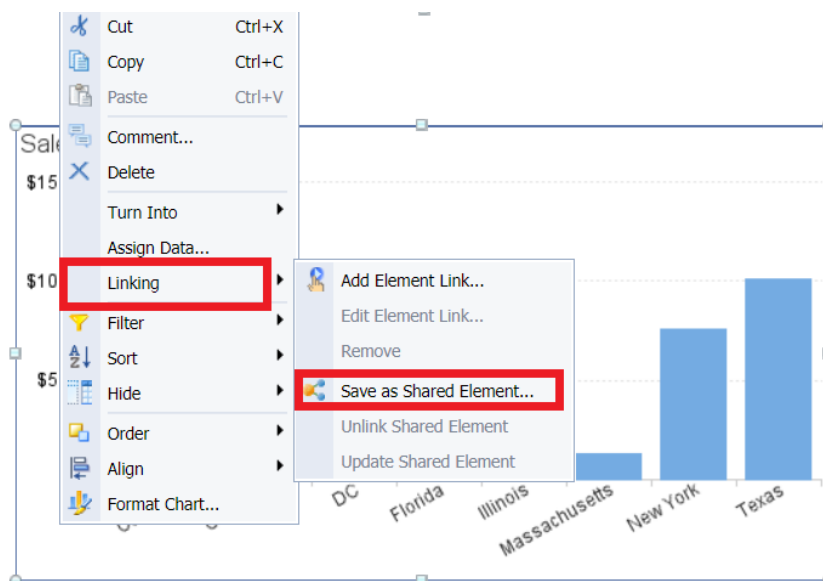 Cut Ctrl+X
Copy Ctrl+C
Paste Ctrl+V
Comment...
Delete
Turn Into
Assign Data...
Linking
Filter
Sort
Hide
Order
Align
Format Chart...
Add Element Link...
Edit Element Link...
Remove
Save as Shared Element...
Unlink Shared Element
Update Shared Element
$15
$10
$5
DC
Florida
Illinois
Massachusetts
New York
Texas